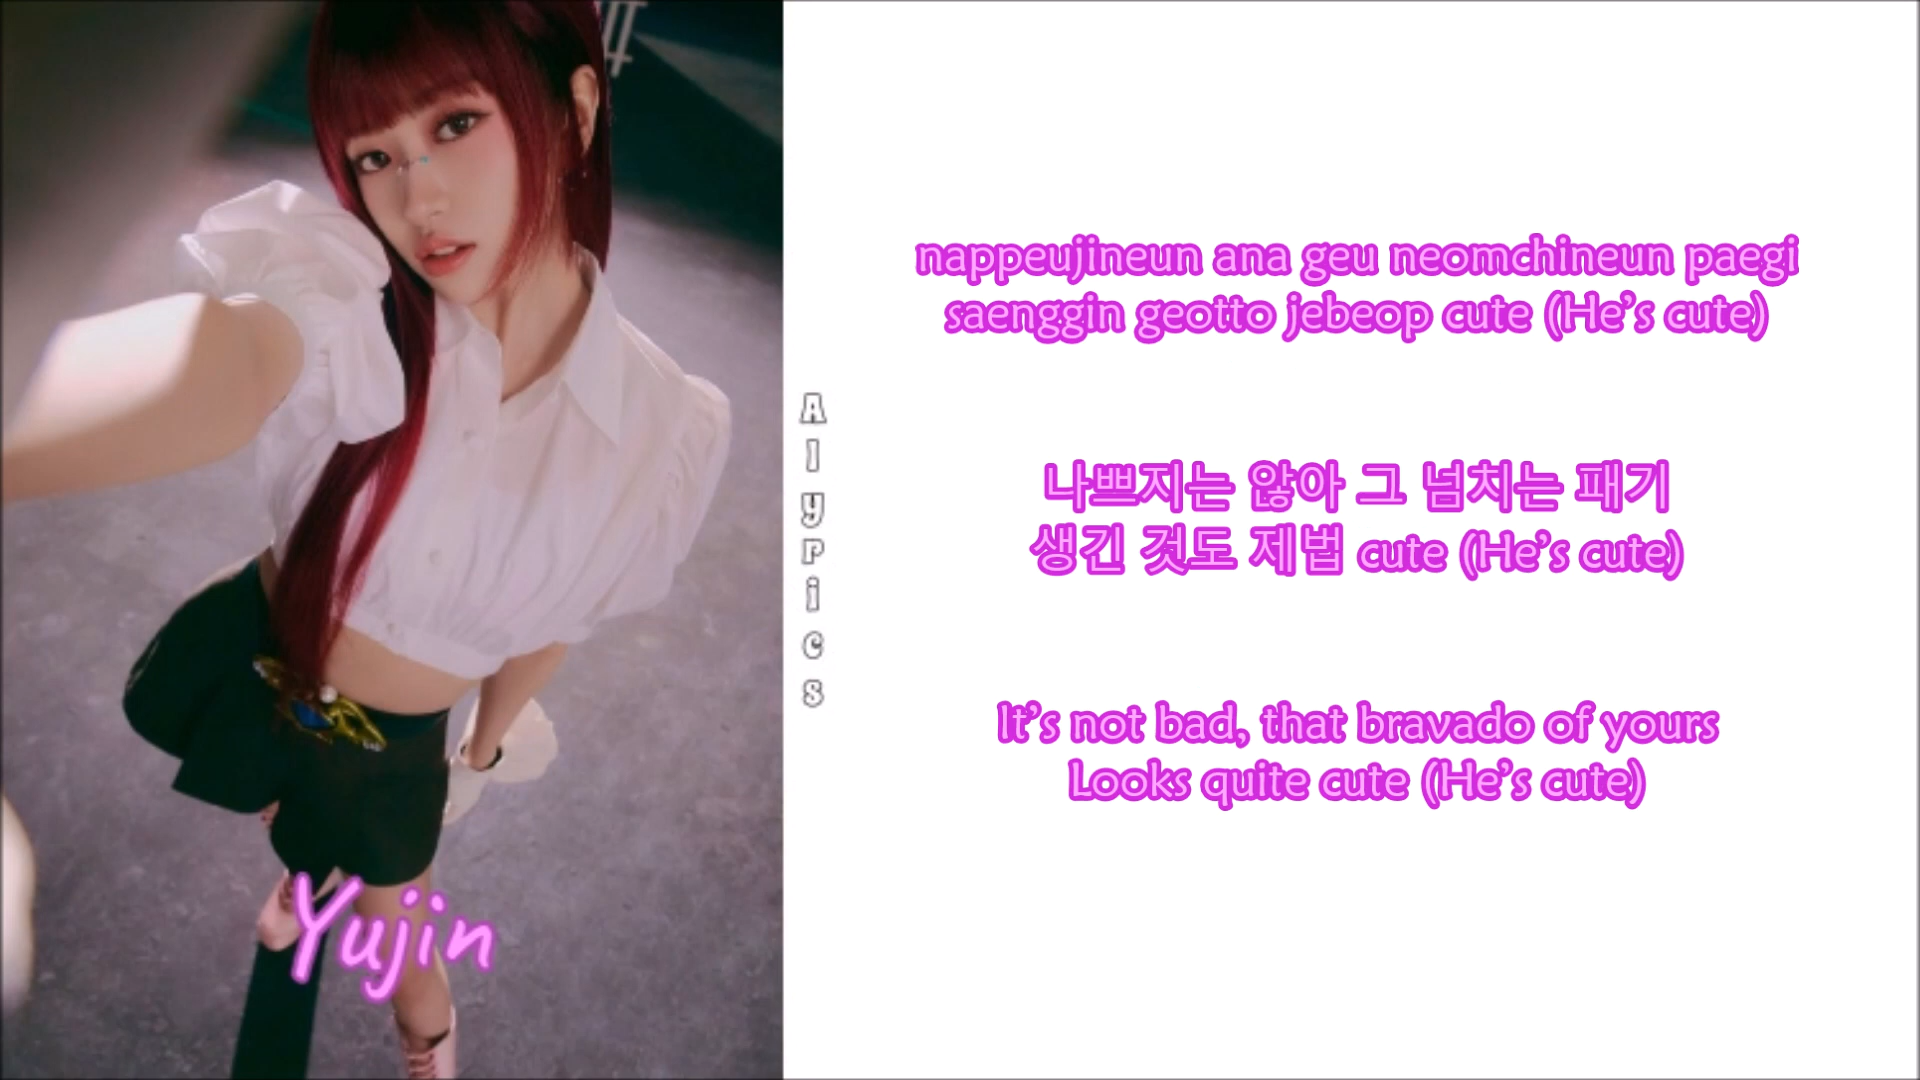 nappeujineun ana geu neomchineun paegi
saenggin geotto jebeop cute (He's cute)
나쁘지는 않아 그 넘치는 패기
생긴 것도 제법 cute (He's cute)
It's not bad, that bravado of yours
Looks quite cute (He's cute)
Alyrics
Yujin